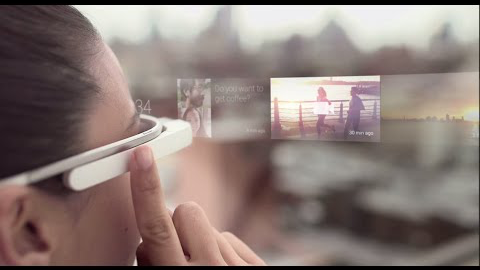 34
Do you want to
get coffee?
30 min ago